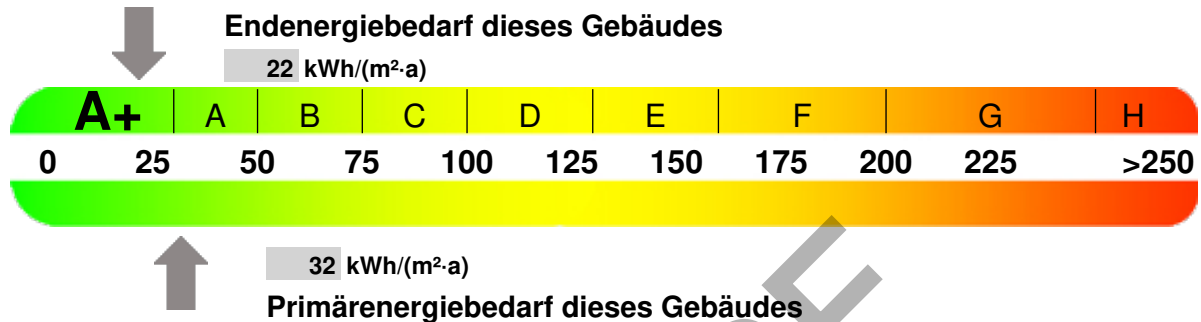 Endenergiebedarf dieses Gebäudes
22 kWh/(m²·a)
A+ A B C D E F G H
0 25 50 75 100 125 150 175 200 225 >250
32 kWh/(m²·a)
Primärenergiebedarf dieses Gebäudes